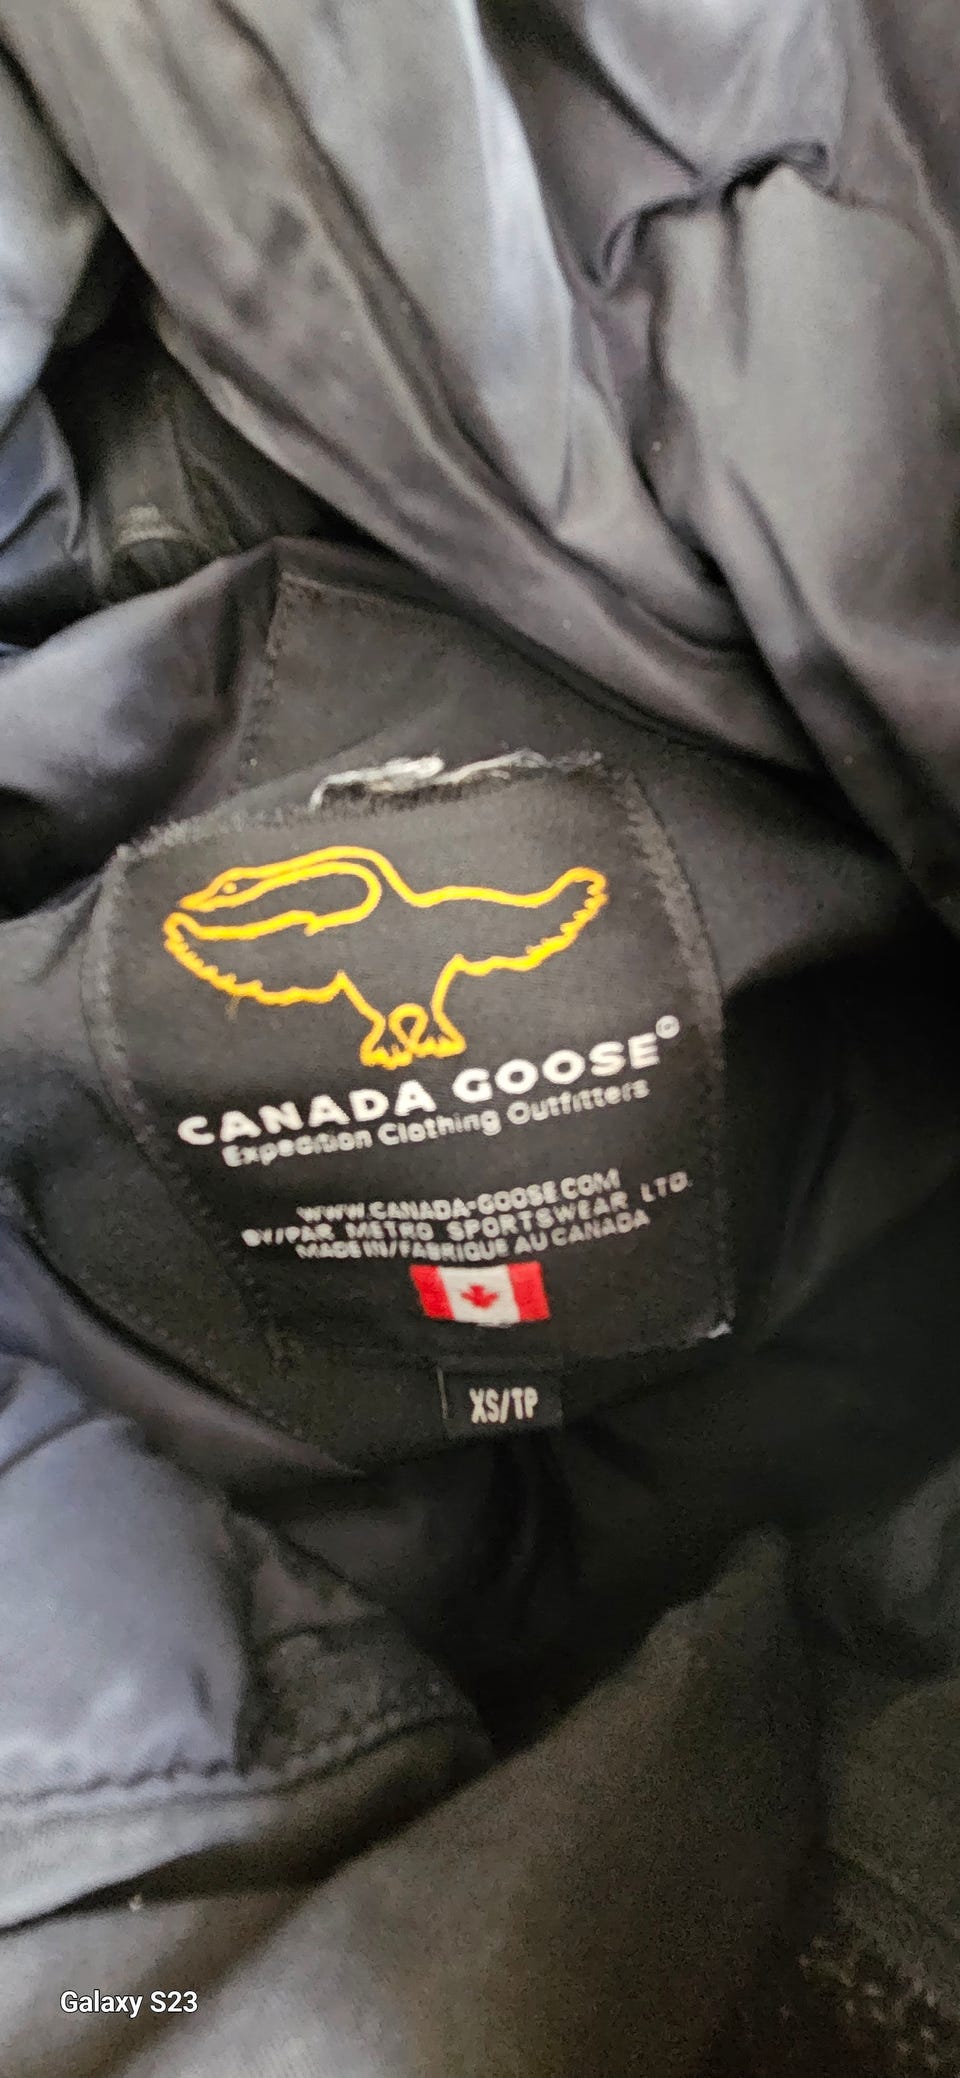 CANADA GOOSE©
Expedition Clothing Outfitters
WWW.CANADA-GOOSE.COM
BY/PAR METRO SPORTSWEAR LTD.
MADE IN/FABRIQUE AU CANADA
XS/TP
Galaxy S23